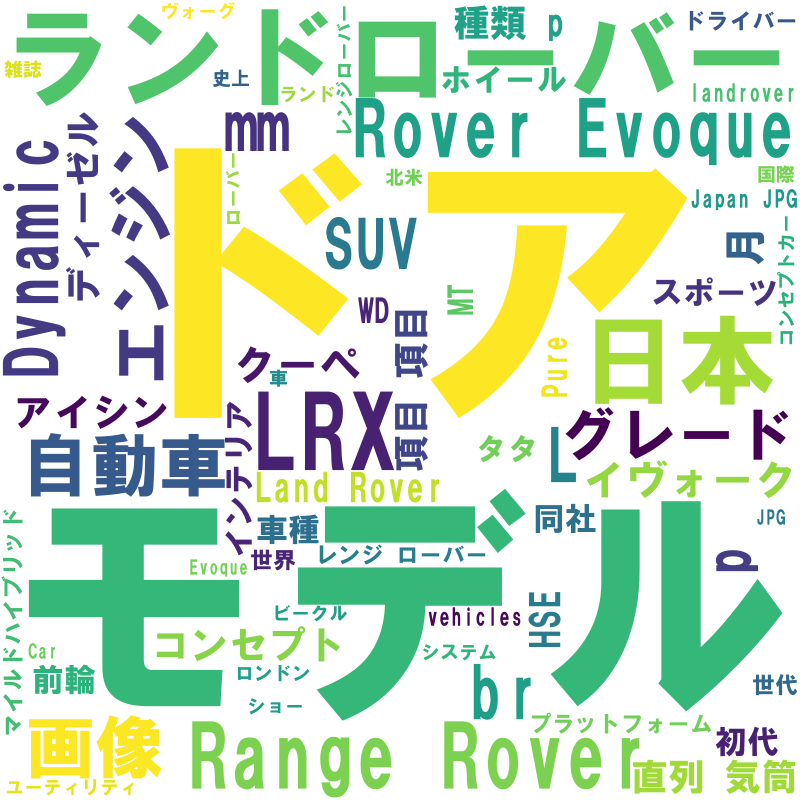 ヴォーグ
ランドローバー
種類 p
ドライバー
雑誌
史上
ランド
レンジローバー
ホイール
landrover
mm
Rover Evoque
Dynamic
ディーゼル
エンジン
ローバー
ドア
北米
国際
Japan JPG
SUV
月
コンセプトカー
WD
MT
スポーツ
項目 項目
クーペ
車
Pure
日本
アイシン
LRX
グレード
インテリア
自動車
タタ
L
イヴォーク
Land Rover
モデル
車種
同社
JPG
マイルドハイブリッド
世界
レンジ ローバー
p
Evoque
ビークル
vehicles
HSE
Car
コンセプト
システム
前輪
ロンドン
br
世代
ショー
画像
Range Rover
プラットフォーム
初代
直列 気筒
ユーティリティ